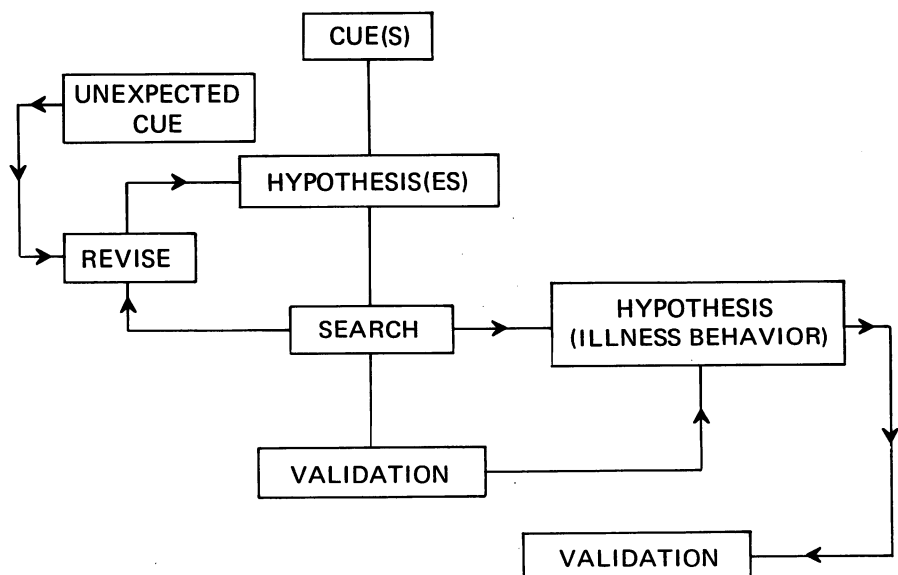 CUE(S)
UNEXPECTED
CUE
HYPOTHESIS(ES)
REVISE
SEARCH
HYPOTHESIS
(ILLNESS BEHAVIOR)
VALIDATION
VALIDATION